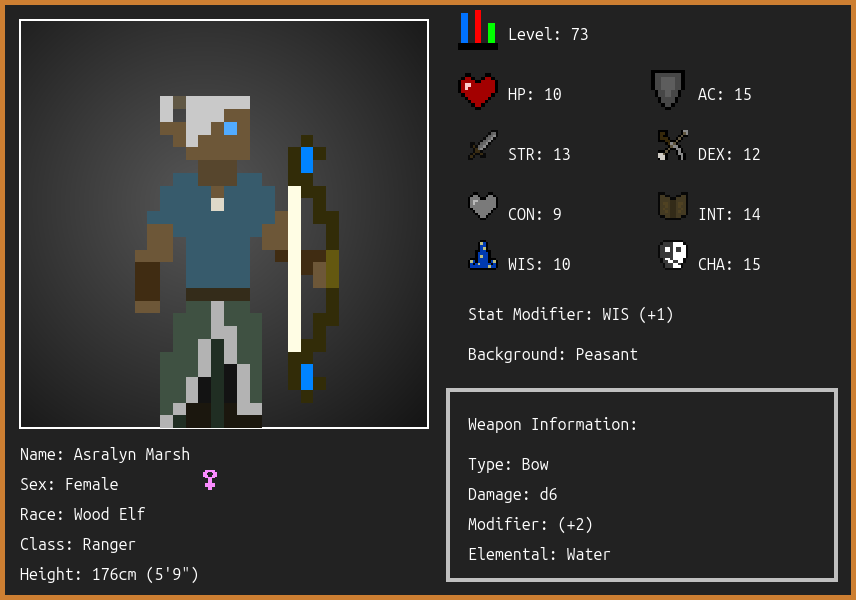 Level: 73
HP: 10
AC: 15
STR: 13
DEX: 12
CON: 9
INT: 14
WIS: 10
CHA: 15
Stat Modifier: WIS (+1)
Background: Peasant
Name: Asralyn Marsh
Sex: Female
Race: Wood Elf
Class: Ranger
Height: 176cm (5'9")
Weapon Information:
Type: Bow
Damage: d6
Modifier: (+2)
Elemental: Water